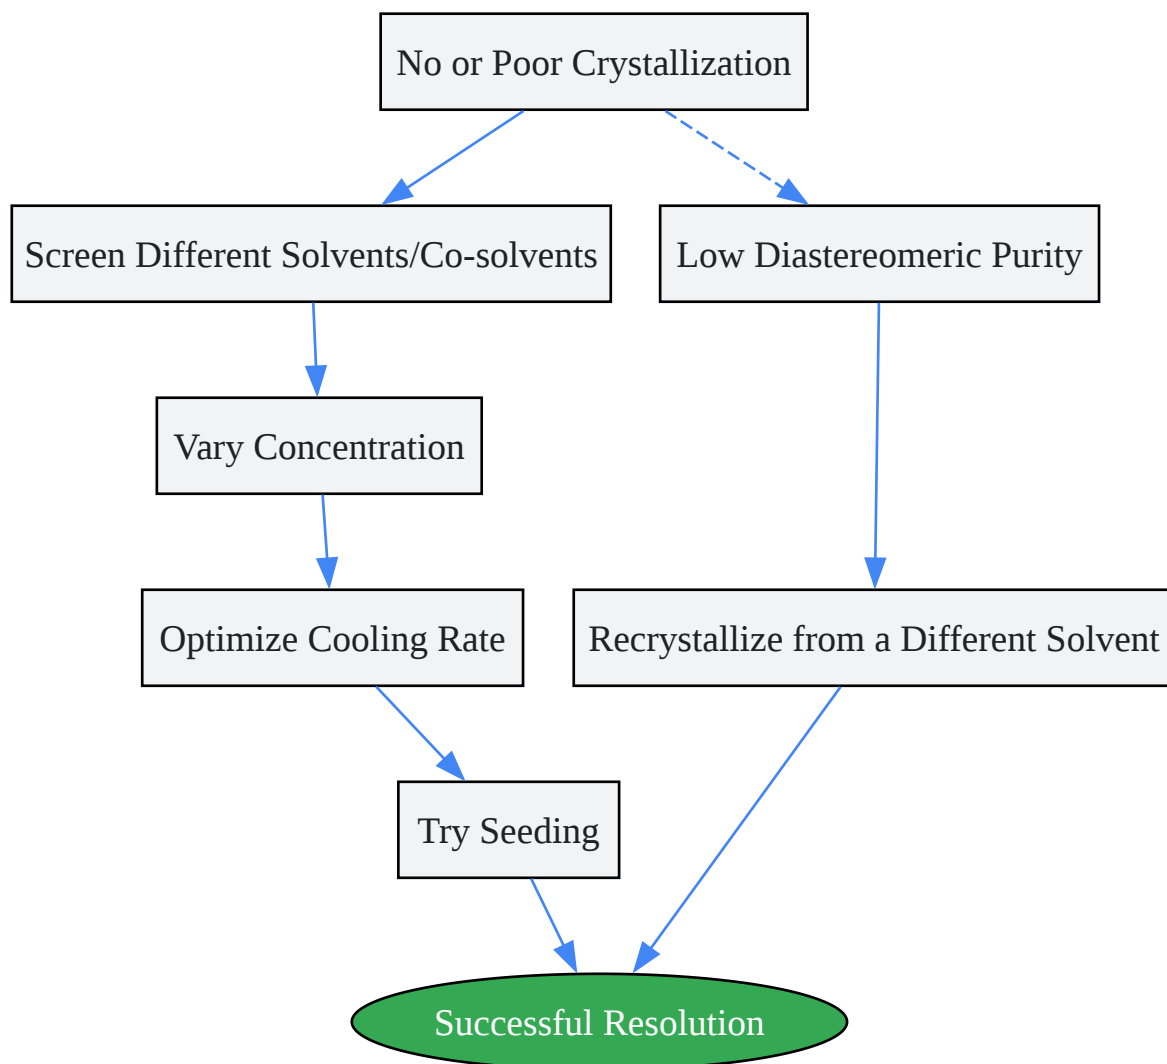 No or Poor Crystallization
Screen Different Solvents/Co-solvents
Low Diastereomeric Purity
Vary Concentration
Optimize Cooling Rate
Recrystallize from a Different Solvent
Try Seeding
Successful Resolution